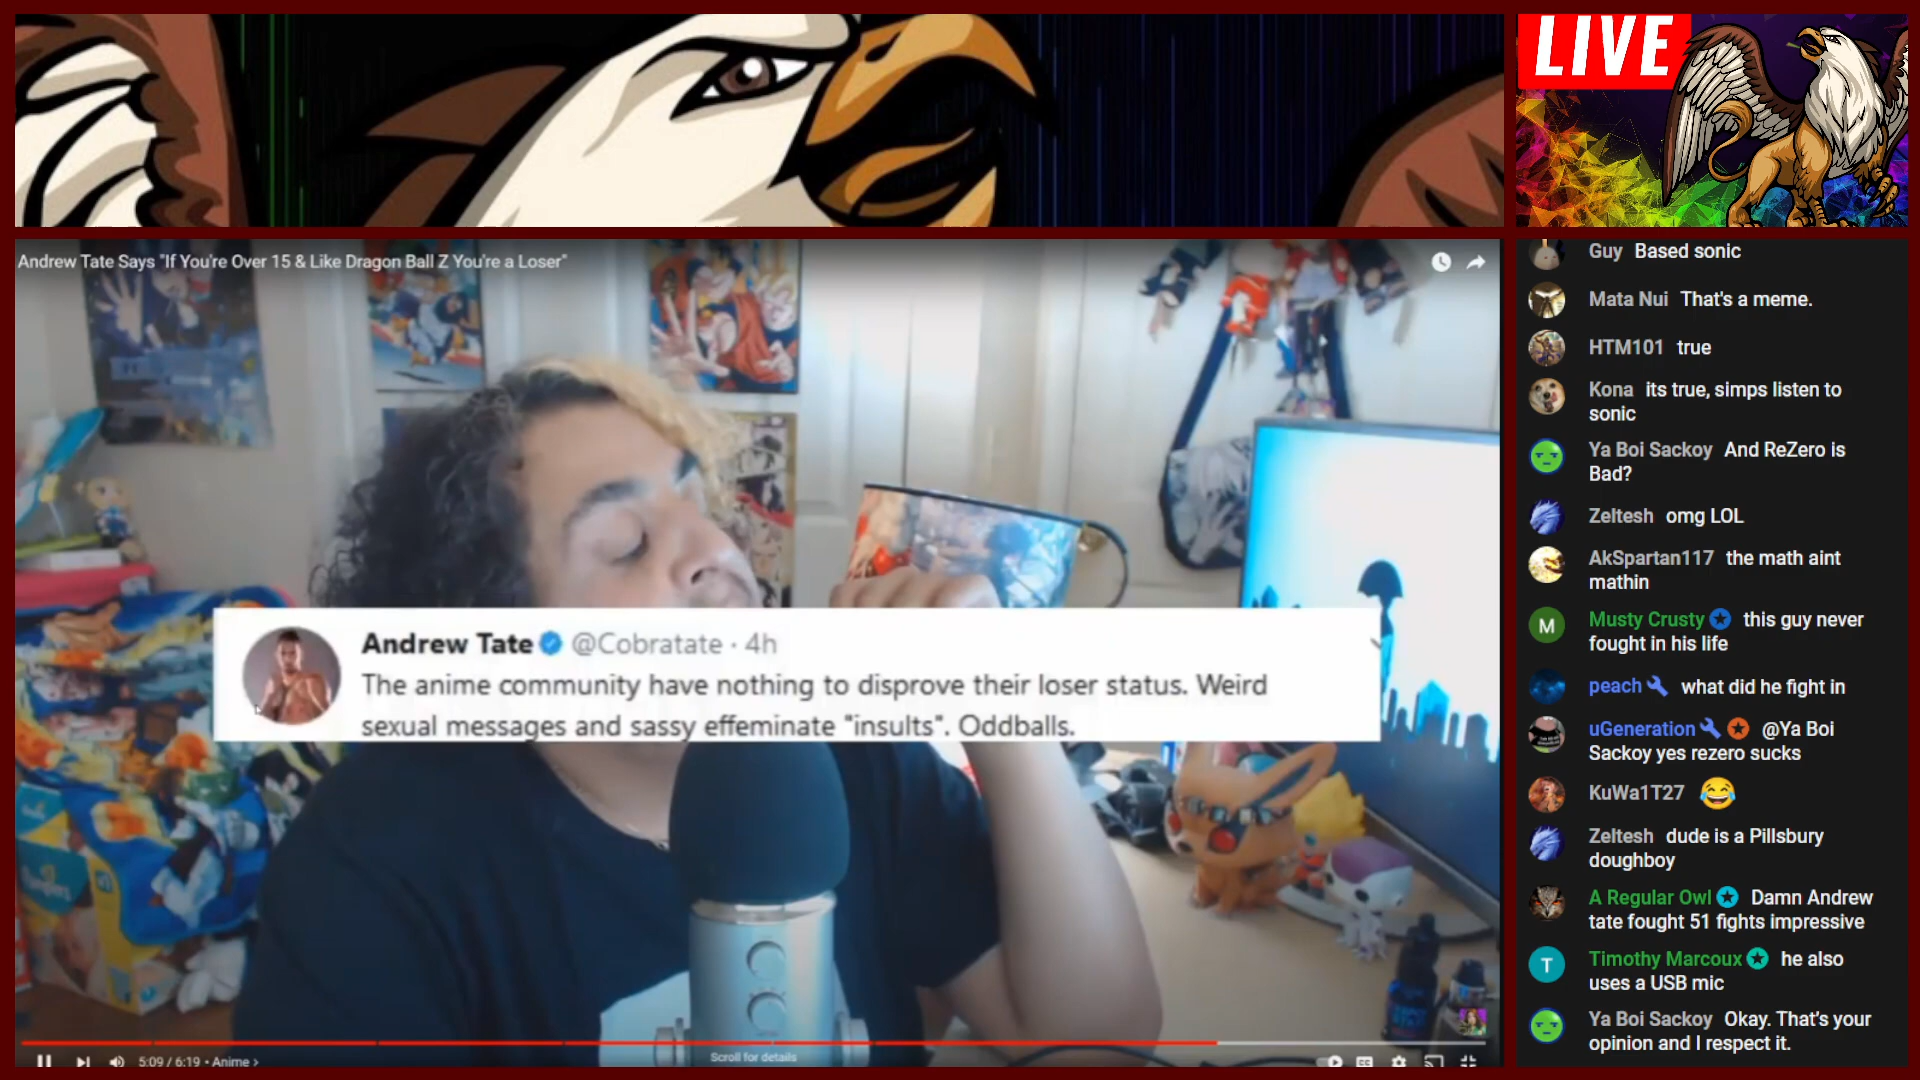 LIVE
Andrew Tate Says "If You're Over 15 & Like Dragon Ball Z You're a Loser"
Andrew Tate @Cobratate · 4h
The anime community have nothing to disprove their loser status. Weird
sexual messages and sassy effeminate "insults". Oddballs.
Pampers
5:09 / 6:19 • Anime >
Scroll for details
CC
Guy Based sonic
Mata Nui That's a meme.
HTM101 true
Kona its true, simps listen to
sonic
Ya Boi Sackoy And ReZero is
Bad?
Zeltesh omg LOL
AkSpartan117 the math aint
mathin
M
Musty Crusty this guy never
fought in his life
peach what did he fight in
uGeneration @Ya Boi
Sackoy yes rezero sucks
KuWa1T27 😂
Zeltesh dude is a Pillsbury
doughboy
A Regular Owl Damn Andrew
tate fought 51 fights impressive
T
Timothy Marcoux he also
uses a USB mic
Ya Boi Sackoy Okay. That's your
opinion and I respect it.